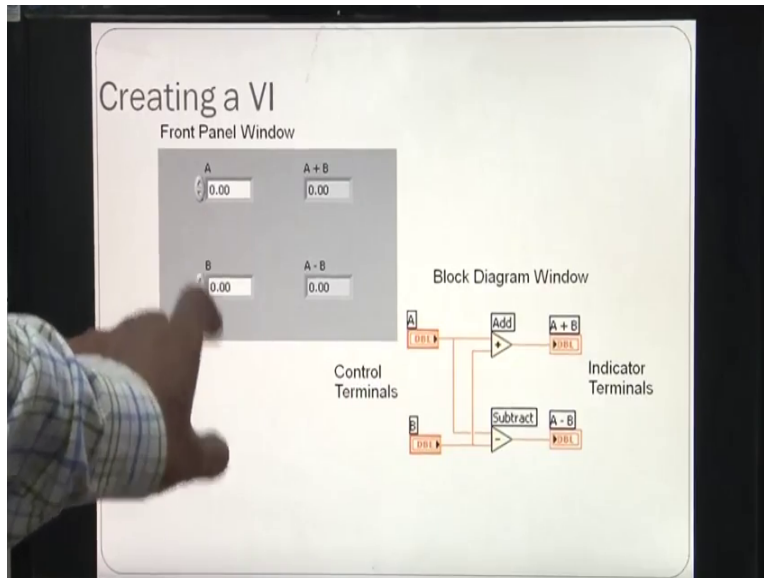 Creating a VI
Front Panel Window
A
A + B
0.00
0.00
B
A - B
0.00
0.00
Block Diagram Window
A
Add
A + B
DBL
DBL
Control
Terminals
Indicator
Terminals
B
Subtract
A - B
DBL
DBL